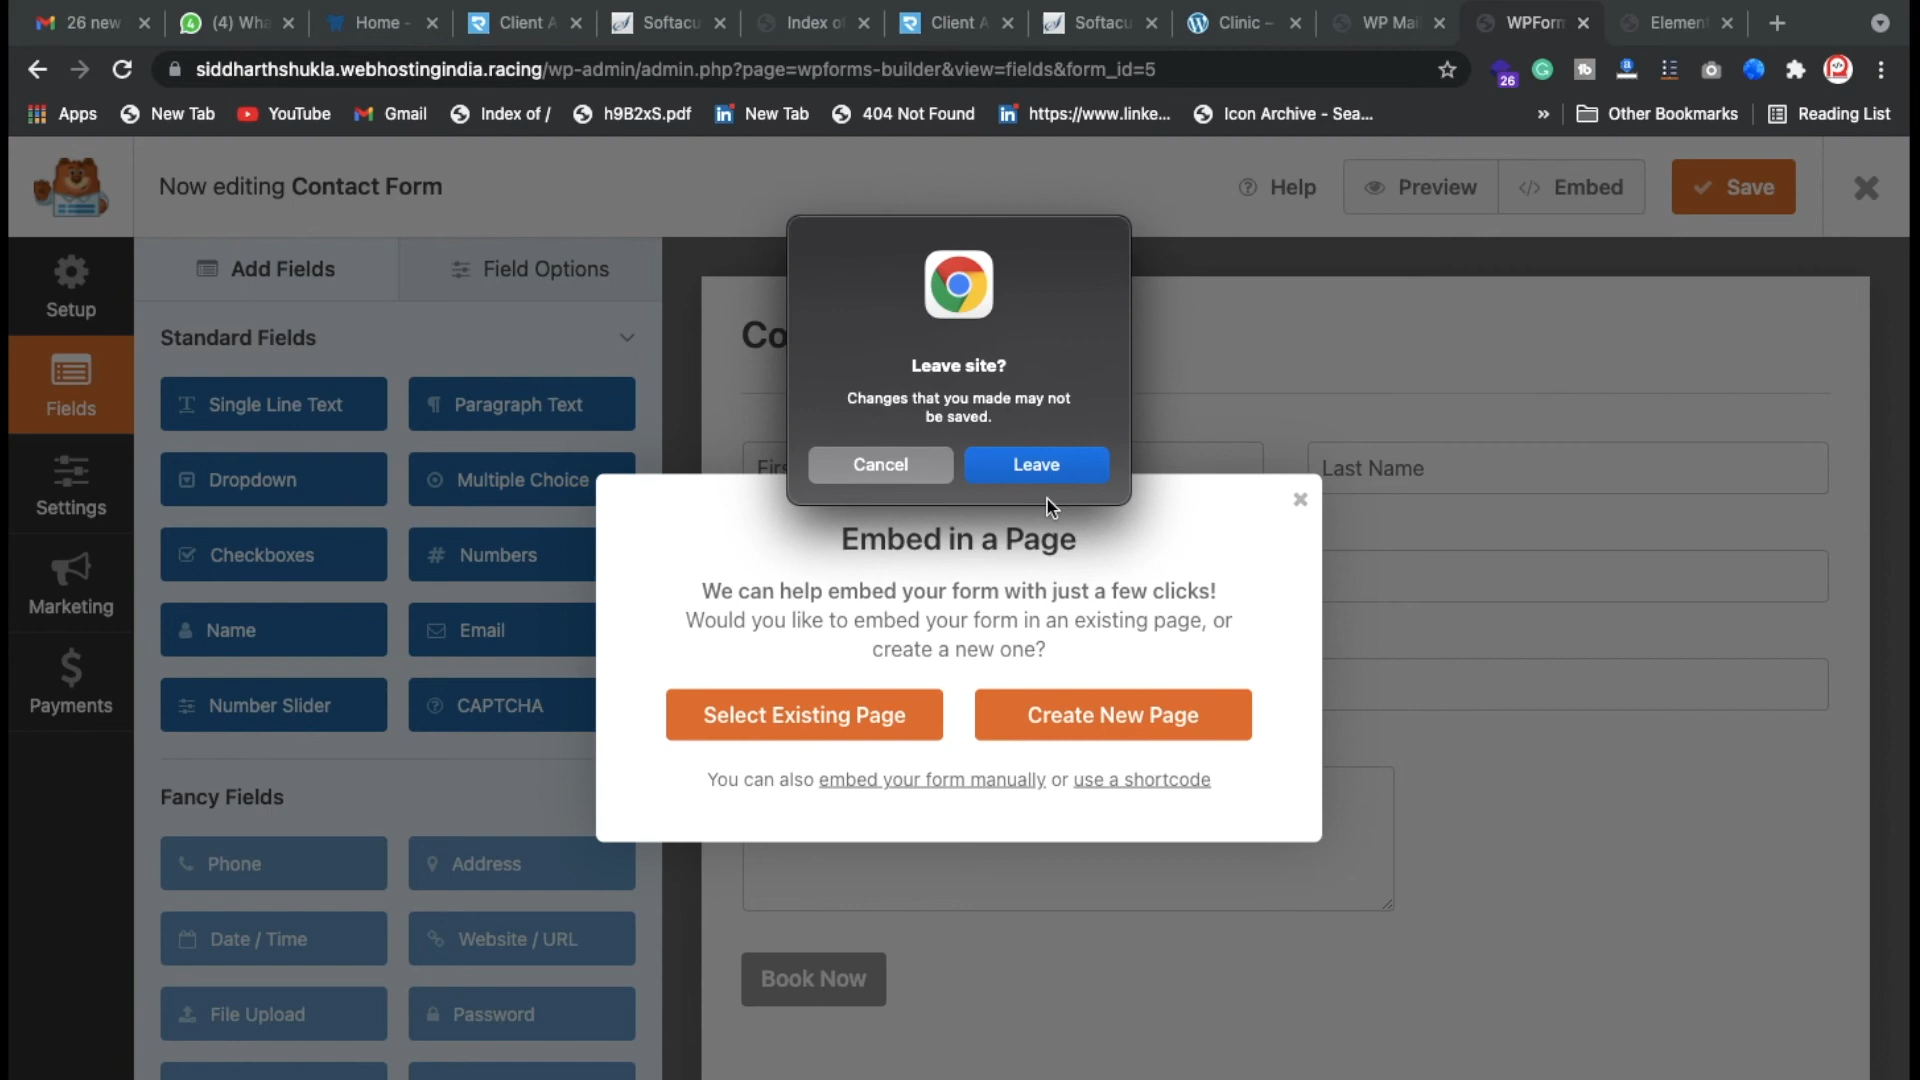 26 new
(4) Wha
Home -
Client A
Softacu
Index of
Client A
Softacu
Clinic –
WP Mai
WPForm
Element
siddharthshukla.webhostingindia.racing/wp-admin/admin.php?page=wpforms-builder&view=fields&form_id=5
26
Apps
New Tab
YouTube
Gmail
Index of /
h9B2xS.pdf
New Tab
404 Not Found
https://www.linke...
Icon Archive - Sea...
»
Other Bookmarks
Reading List
Now editing Contact Form
Help
Preview
Embed
Save
Setup
Fields
Settings
Marketing
Payments
Add Fields
Field Options
Standard Fields
Single Line Text
Paragraph Text
Dropdown
Multiple Choice
Checkboxes
Numbers
Name
Email
Number Slider
CAPTCHA
Fancy Fields
Phone
Address
Date / Time
Website / URL
File Upload
Password
Co
Firs
Last Name
Book Now
Leave site?
Changes that you made may not
be saved.
Cancel
Leave
Embed in a Page
We can help embed your form with just a few clicks!
Would you like to embed your form in an existing page, or
create a new one?
Select Existing Page
Create New Page
You can also embed your form manually or use a shortcode